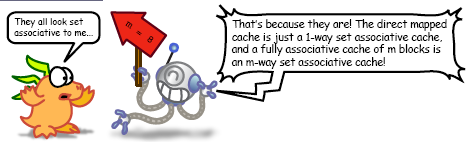 They all look set
associative to me...
m = 8
That's because they are! The direct mapped
cache is just a 1-way set associative cache,
and a fully associative cache of m blocks is
an m-way set associative cache!